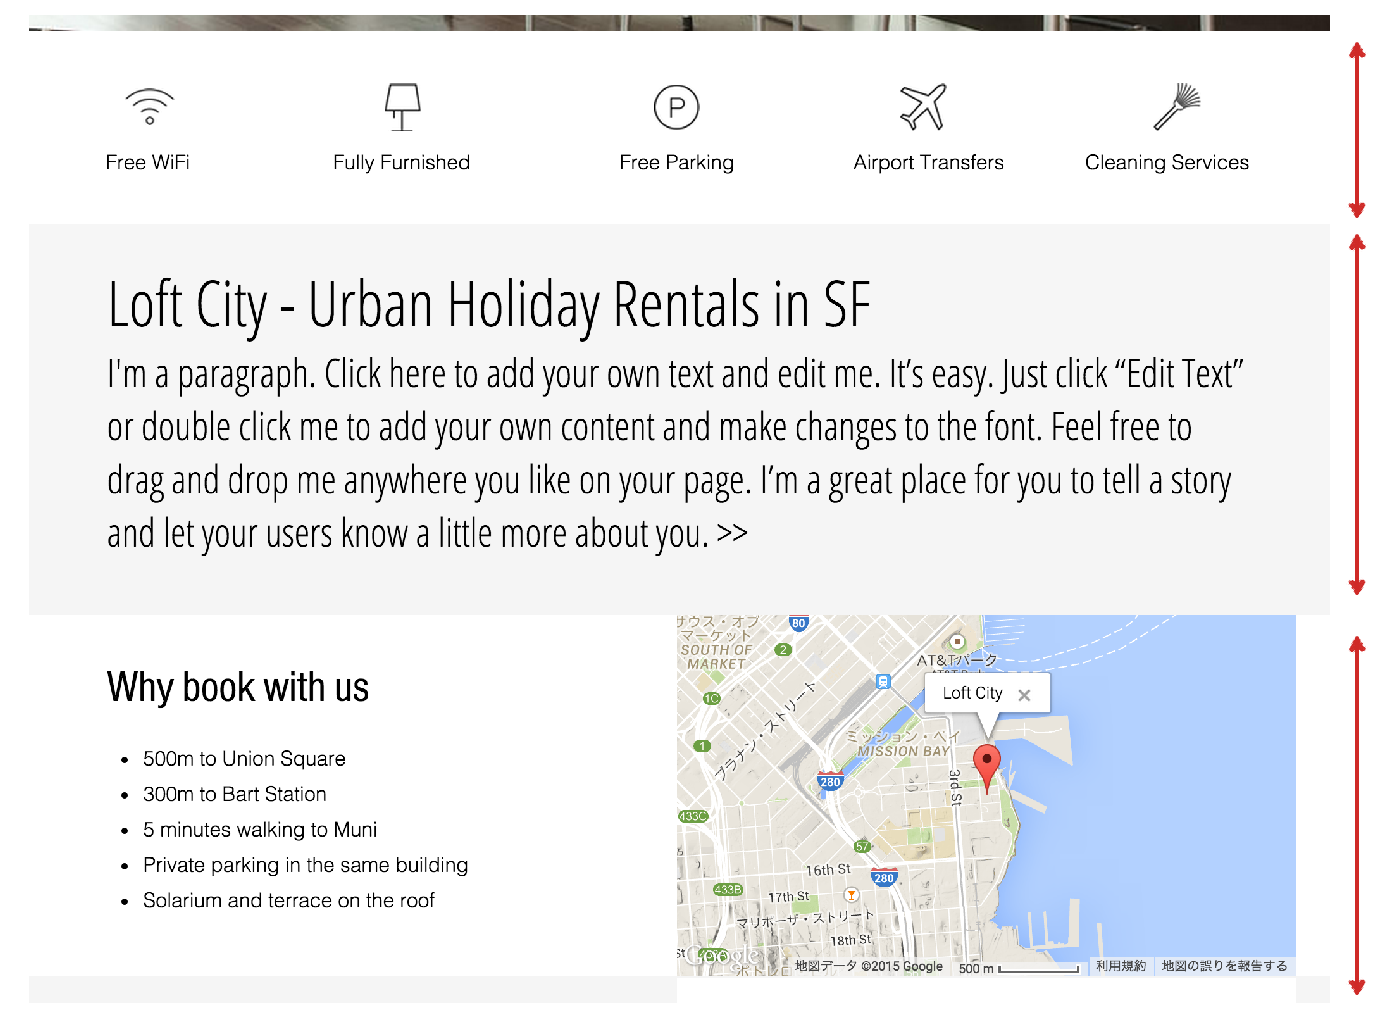 Free WiFi
Fully Furnished
P
Free Parking
Airport Transfers
Cleaning Services
Loft City - Urban Holiday Rentals in SF
I'm a paragraph. Click here to add your own text and edit me. It’s easy. Just click “Edit Text”
or double click me to add your own content and make changes to the font. Feel free to
drag and drop me anywhere you like on your page. I’m a great place for you to tell a story
and let your users know a little more about you. >>
Why book with us
• 500m to Union Square
• 300m to Bart Station
• 5 minutes walking to Muni
• Private parking in the same building
• Solarium and terrace on the roof
サウス・オブ
マーケット
SOUTH OF
MARKET
80
2
AT&Tパーク
1C
Loft City ×
1
ブラナン・ストリート
ミッション・ベイ
MISSION BAY
280
3rd St
433C
57
16th St
280
433B
17th St
マリポーザ・ストリート
18th St
Google
地図データ ©2015 Google
500 m
利用規約
地図の誤りを報告する